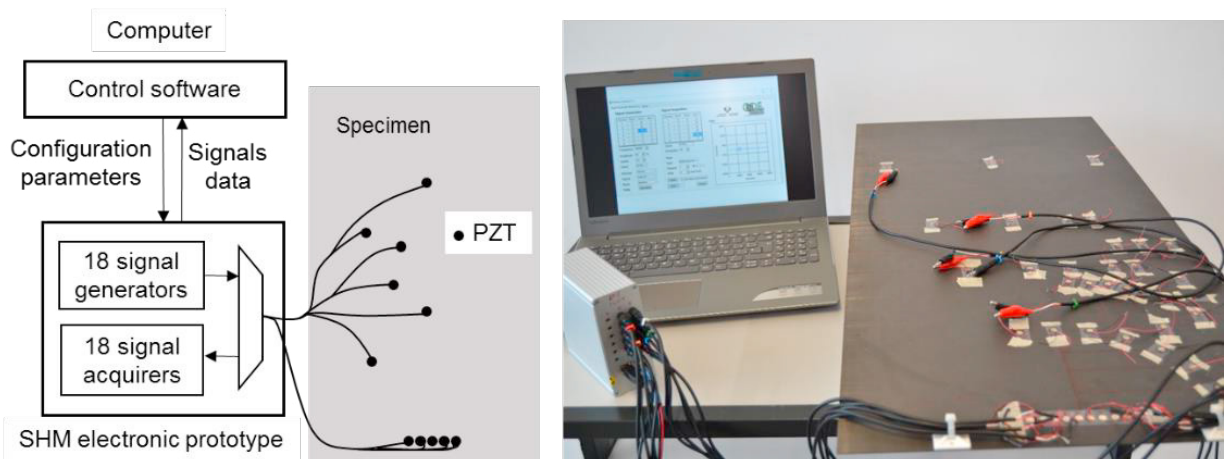 Computer
Control software
Configuration
parameters
Signals
data
Specimen
PZT
18 signal
generators
18 signal
acquirers
SHM electronic prototype